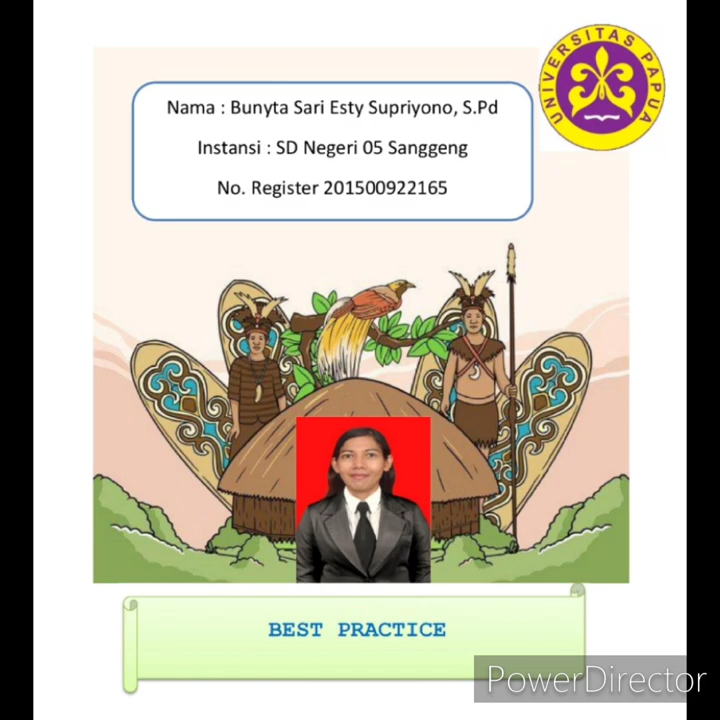 UNIVERSITAS PAPUA
Nama : Bunyta Sari Esty Supriyono, S.Pd
Instansi : SD Negeri 05 Sanggeng
No. Register 201500922165
BEST PRACTICE
PowerDirector